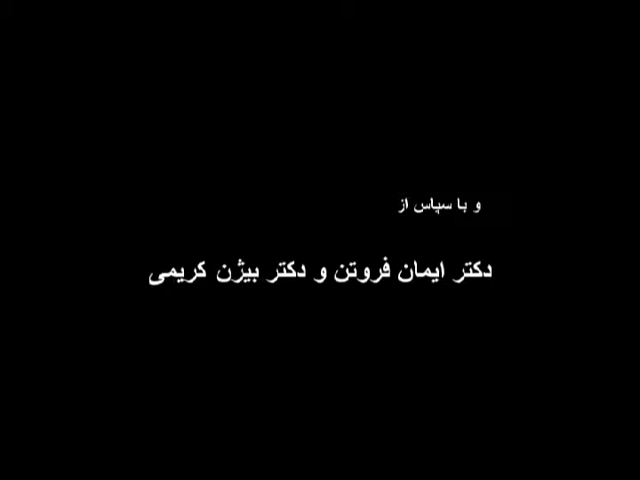 و با سپاس از
دکتر ایمان فروتن و دکتر بیژن کریمی